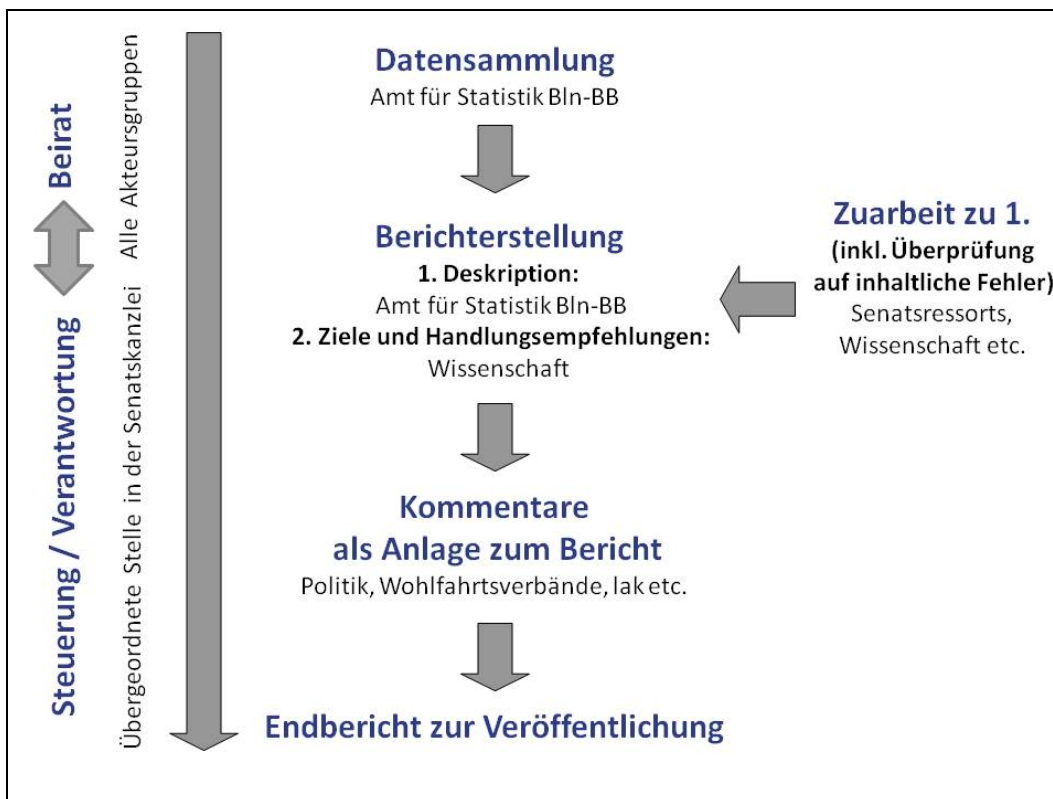 Beirat
Alle Akteursgruppen
Steuerung / Verantwortung
Übergeordnete Stelle in der Senatskanzlei
Datensammlung
Amt für Statistik Bln-BB
Berichterstellung
1. Deskription:
Amt für Statistik Bln-BB
2. Ziele und Handlungsempfehlungen:
Wissenschaft
Zuarbeit zu 1.
(inkl. Überprüfung
auf inhaltliche Fehler)
Senatsressorts,
Wissenschaft etc.
Kommentare
als Anlage zum Bericht
Politik, Wohlfahrtsverbände, lak etc.
Endbericht zur Veröffentlichung